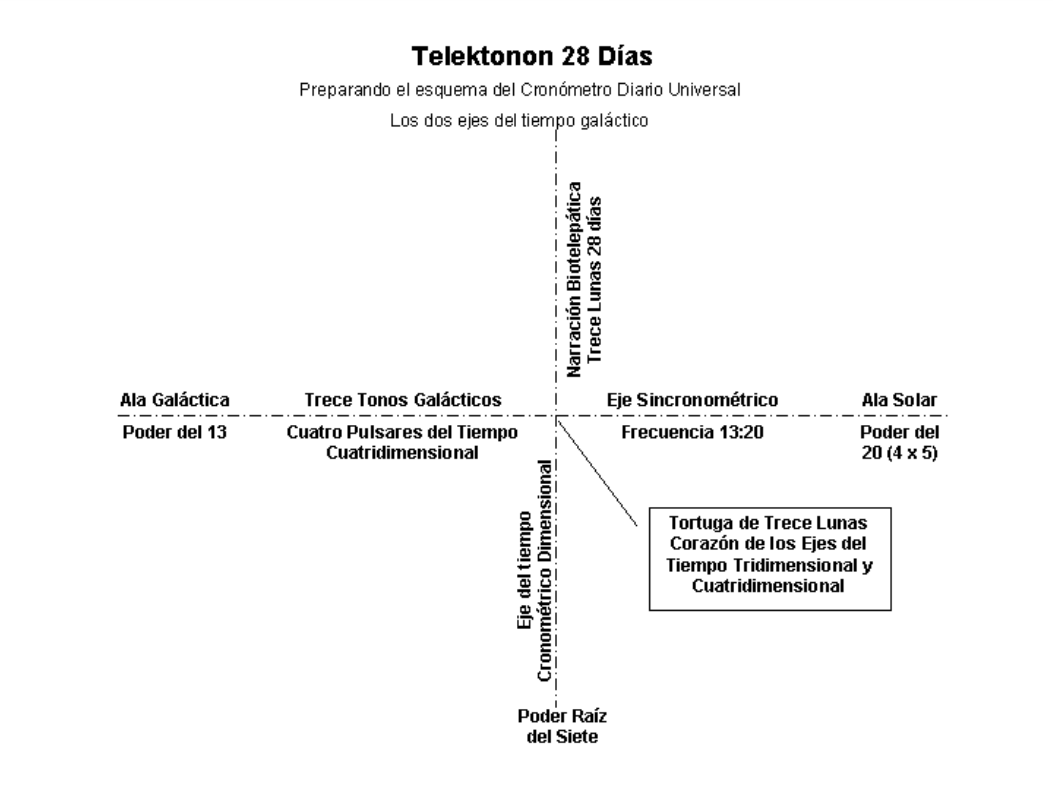 Telektonon 28 Días
Preparando el esquema del Cronómetro Diario Universal
Los dos ejes del tiempo galáctico
Narración Biotelepática
Trece Lunas 28 días
Ala Galáctica
Trece Tonos Galácticos
Eje Sincronométrico
Ala Solar
Poder del 13
Cuatro Pulsares del Tiempo
Cuatridimensional
Frecuencia 13:20
Poder del
20 (4 x 5)
Eje del tiempo
Cronométrico Dimensional
Tortuga de Trece Lunas
Corazón de los Ejes del
Tiempo Tridimensional y
Cuatridimensional
Poder Raíz
del Siete